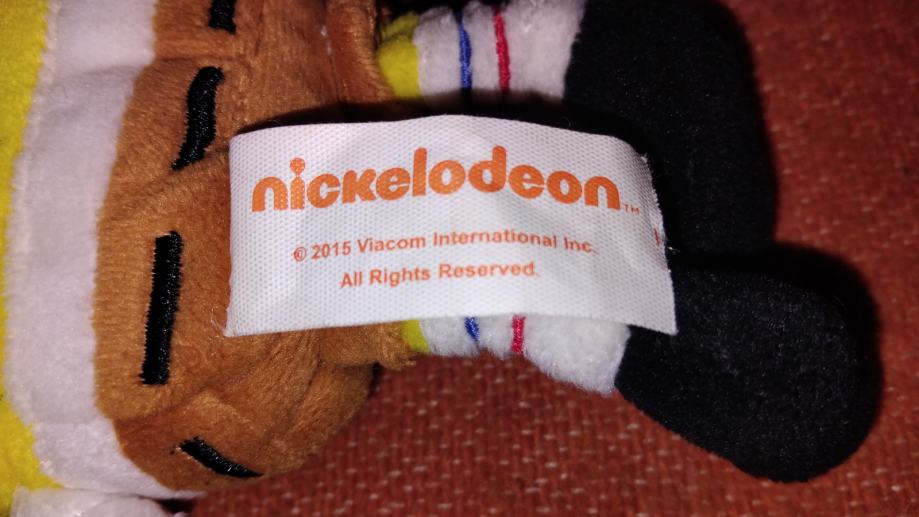 nickelodeon™
© 2015 Viacom International Inc.
All Rights Reserved.